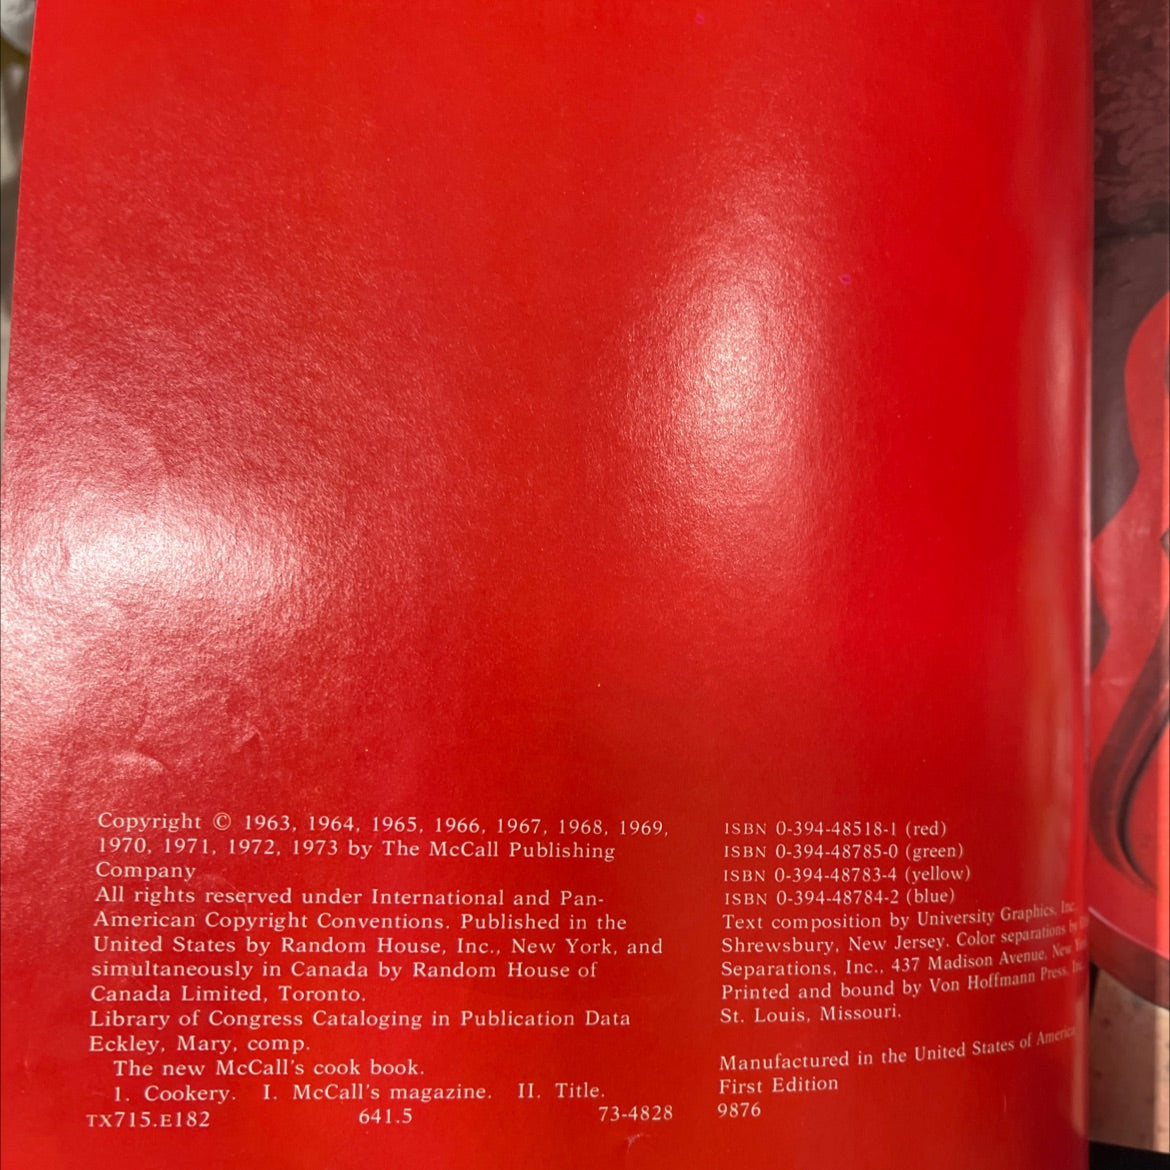 Copyright © 1963, 1964, 1965, 1966, 1967, 1968, 1969,
1970, 1971, 1972, 1973 by The McCall Publishing
Company
All rights reserved under International and Pan-
American Copyright Conventions. Published in the
United States by Random House, Inc., New York, and
simultaneously in Canada by Random House of
Canada Limited, Toronto.
Library of Congress Cataloging in Publication Data
Eckley, Mary, comp.
The new McCall's cook book.
1. Cookery. I. McCall's magazine. II. Title.
TX715.E182 641.5 73-4828
ISBN 0-394-48518-1 (red)
ISBN 0-394-48785-0 (green)
ISBN 0-394-48783-4 (yellow)
ISBN 0-394-48784-2 (blue)
Text composition by University Graphics, Inc.
Shrewsbury, New Jersey. Color separations by
Separations, Inc., 437 Madison Avenue, New
Printed and bound by Von Hoffmann Press,
St. Louis, Missouri.
Manufactured in the United States of America
First Edition
9876